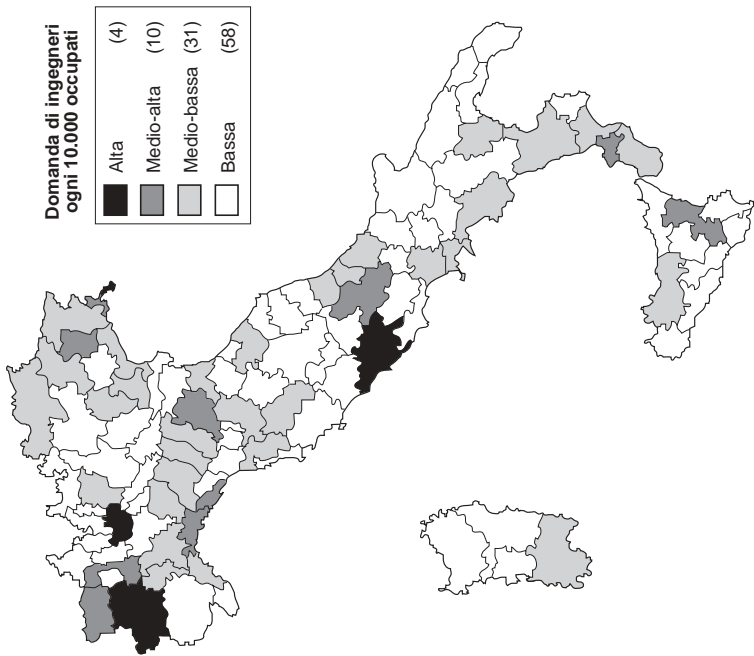 Domanda di ingegneri
ogni 10.000 occupati
Alta (4)
Medio-alta (10)
Medio-bassa (31)
Bassa (58)